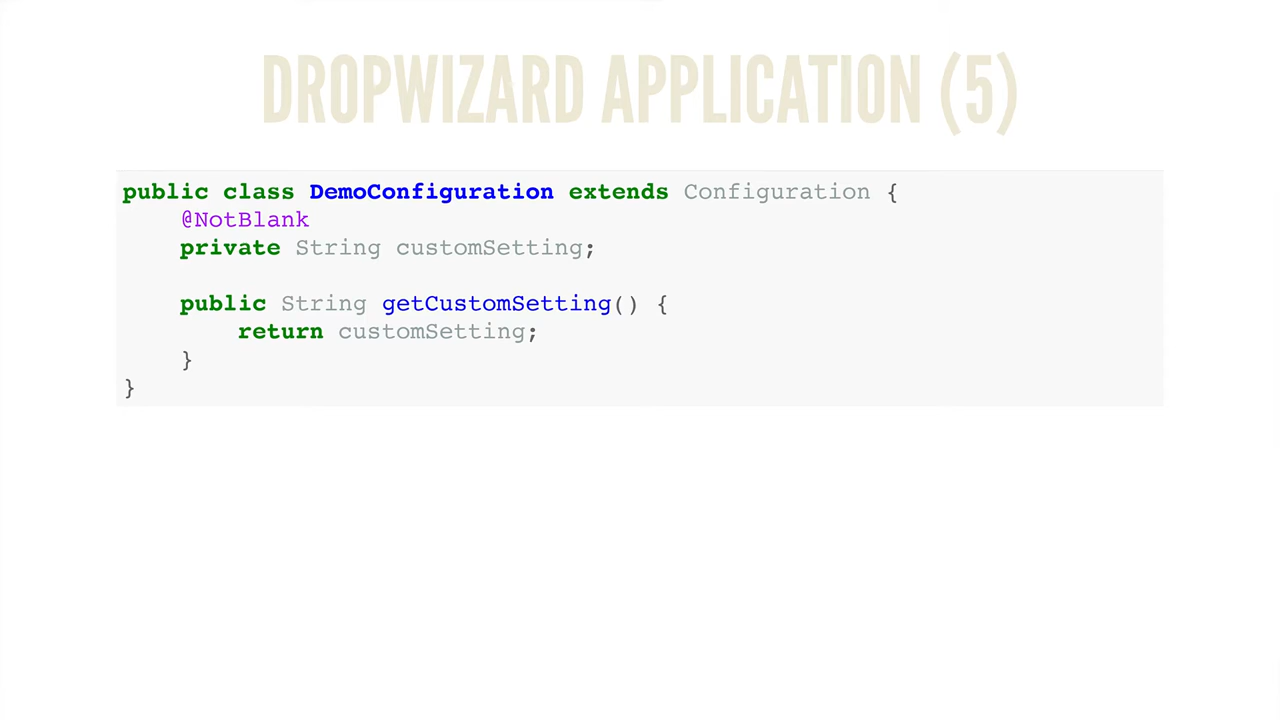 DROPWIZARD APPLICATION (5)
public class DemoConfiguration extends Configuration {
    @NotBlank
    private String customSetting;

    public String getCustomSetting() {
        return customSetting;
    }
}